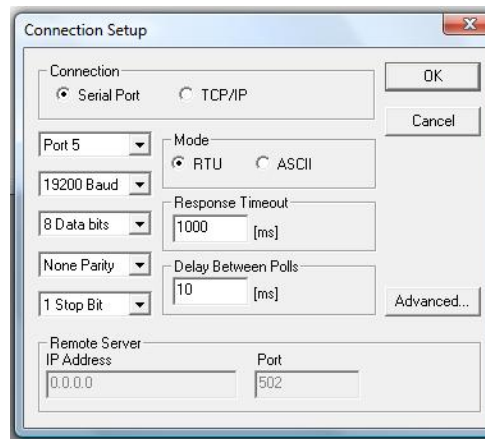 Connection Setup
Connection
Serial Port TCP/IP
OK
Cancel
Port 5
Mode
RTU ASCII
19200 Baud
Response Timeout
1000 [ms]
8 Data bits
None Parity
Delay Between Polls
10 [ms]
1 Stop Bit
Advanced...
Remote Server
IP Address Port
0.0.0.0 502